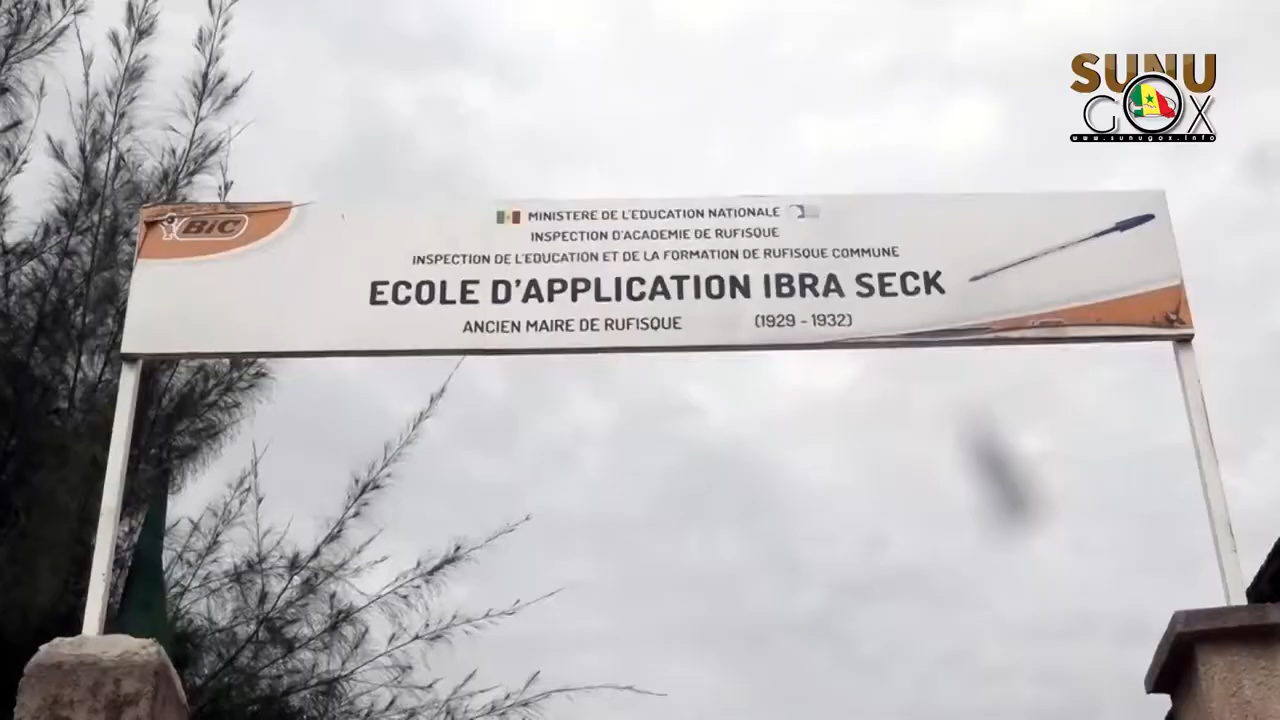 SUNU
GOX
www.sunugox.info
BiC
MINISTERE DE L'EDUCATION NATIONALE
INSPECTION D'ACADEMIE DE RUFISQUE
INSPECTION DE L'EDUCATION ET DE LA FORMATION DE RUFISQUE COMMUNE
ECOLE D'APPLICATION IBRA SECK
ANCIEN MAIRE DE RUFISQUE (1929 - 1932)